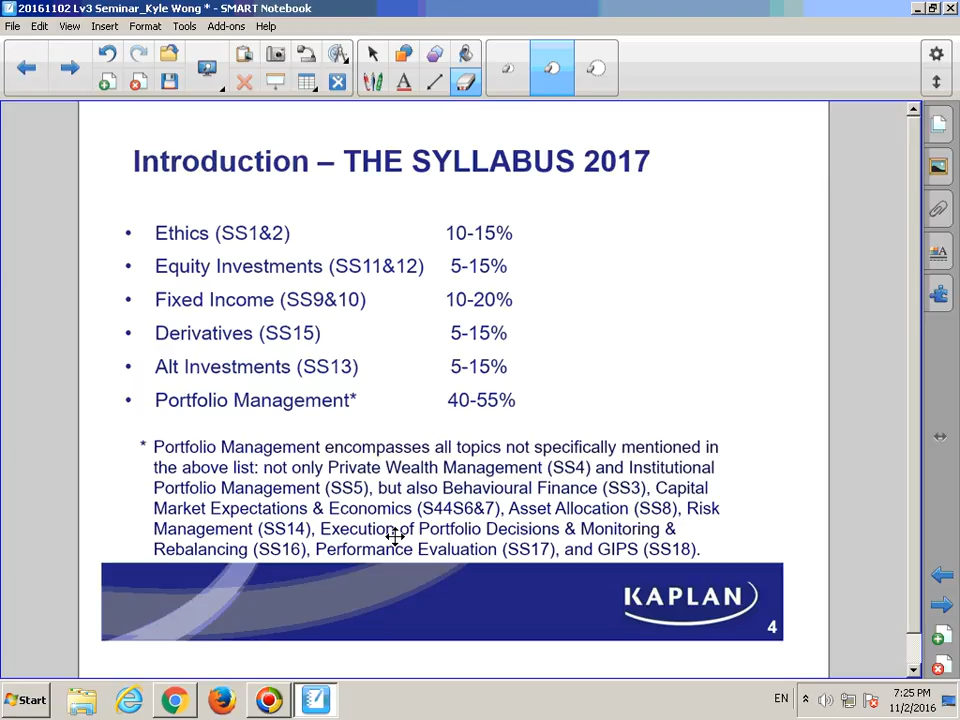 20161102 Lv3 Seminar_Kyle Wong * - SMART Notebook
File Edit View Insert Format Tools Add-ons Help
Introduction – THE SYLLABUS 2017
• Ethics (SS1&2) 10-15%
• Equity Investments (SS11&12) 5-15%
• Fixed Income (SS9&10) 10-20%
• Derivatives (SS15) 5-15%
• Alt Investments (SS13) 5-15%
• Portfolio Management* 40-55%
* Portfolio Management encompasses all topics not specifically mentioned in
the above list: not only Private Wealth Management (SS4) and Institutional
Portfolio Management (SS5), but also Behavioural Finance (SS3), Capital
Market Expectations & Economics (S44S6&7), Asset Allocation (SS8), Risk
Management (SS14), Execution of Portfolio Decisions & Monitoring &
Rebalancing (SS16), Performance Evaluation (SS17), and GIPS (SS18).
KAPLAN
4
Start
EN
7:25 PM
11/2/2016